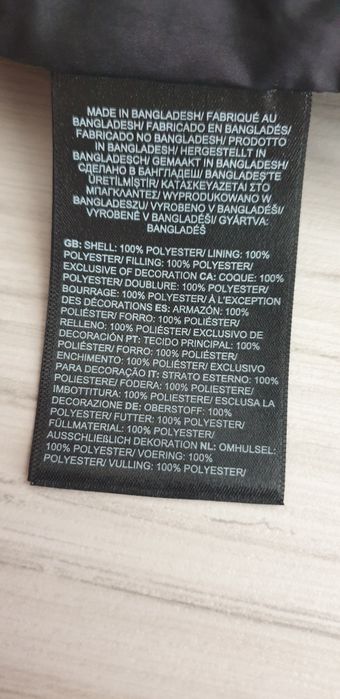 MADE IN BANGLADESH/ FABRIQUÉ AU
BANGLADESH/ FABRICADO EN BANGLADÉS/
FABRICADO NO BANGLADESH/ PRODOTTO
IN BANGLADESH/ HERGESTELLT IN
BANGLADESCH/ GEMAAKT IN BANGLADESH/
СДЕЛАНО В БАНГЛАДЕШ/ BANGLADEŞ'TE
ÜRETİLMİŞTİR/ ΚΑΤΑΣΚΕΥΑΖΕΤΑΙ ΣΤΟ
ΜΠΑΓΚΛΑΝΤΕΖ/ WYPRODUKOWANO W
BANGLADESZU/ VYROBENO V BANGLADÉŠI/
VYROBENÉ V BANGLADÉŠI/ GYÁRTVA:
BANGLADÉS
GB: SHELL: 100% POLYESTER/ LINING: 100%
POLYESTER/ FILLING: 100% POLYESTER/
EXCLUSIVE OF DECORATION CA: COQUE: 100%
POLYESTER/ DOUBLURE: 100% POLYESTER/
BOURRAGE: 100% POLYESTER/ À L'EXCEPTION
DES DÉCORATIONS ES: ARMAZÓN: 100%
POLIÉSTER/ FORRO: 100% POLIÉSTER/
RELLENO: 100% POLIÉSTER/ EXCLUSIVO DE
DECORACIÓN PT: TECIDO PRINCIPAL: 100%
POLIÉSTER/ FORRO: 100% POLIÉSTER/
ENCHIMENTO: 100% POLIÉSTER/ EXCLUSIVO
PARA DECORAÇÃO IT: STRATO ESTERNO: 100%
POLIESTERE/ FODERA: 100% POLIESTERE/
IMBOTTITURA: 100% POLIESTERE/ ESCLUSA LA
DECORAZIONE DE: OBERSTOFF: 100%
POLYESTER/ FUTTER: 100% POLYESTER/
FÜLLMATERIAL: 100% POLYESTER/
AUSSCHLIEßLICH DEKORATION NL: OMHULSEL:
100% POLYESTER/ VOERING: 100%
POLYESTER/ VULLING: 100% POLYESTER/